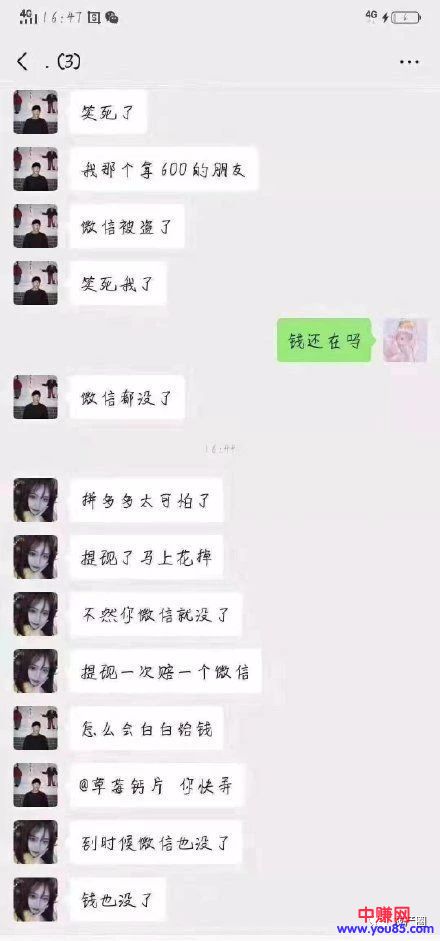 4G 16:47
4G 6
. (3)
笑死了
我那个拿600的朋友
微信被盗了
笑死我了
钱还在吗
微信都没了
16:44
拼多多太可怕了
提现了马上花掉
不然你微信就没了
提现一次赔一个微信
怎么会白白给钱
@草莓钙片 你快弄
到时候微信也没了
钱也没了
中赚网
www.you85.com